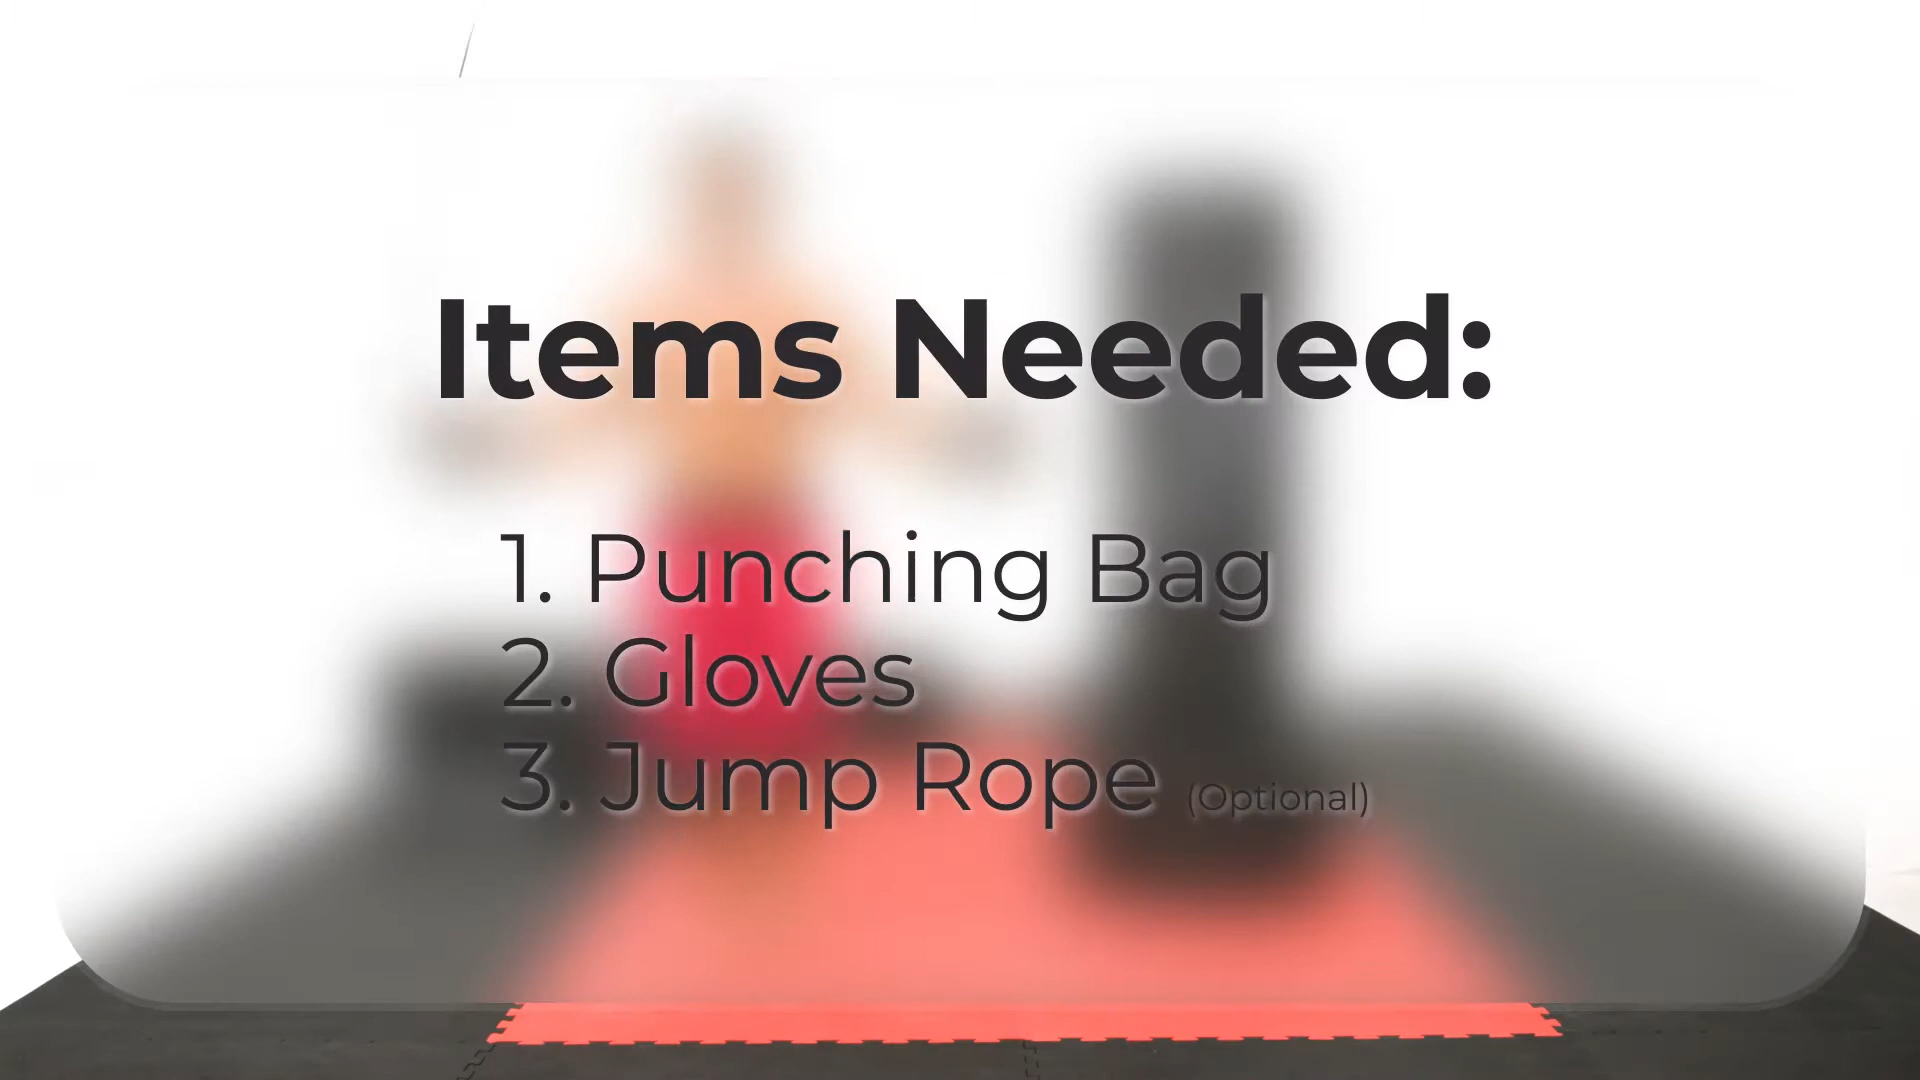 Items Needed:
1. Punching Bag
2. Gloves
3. Jump Rope (Optional)